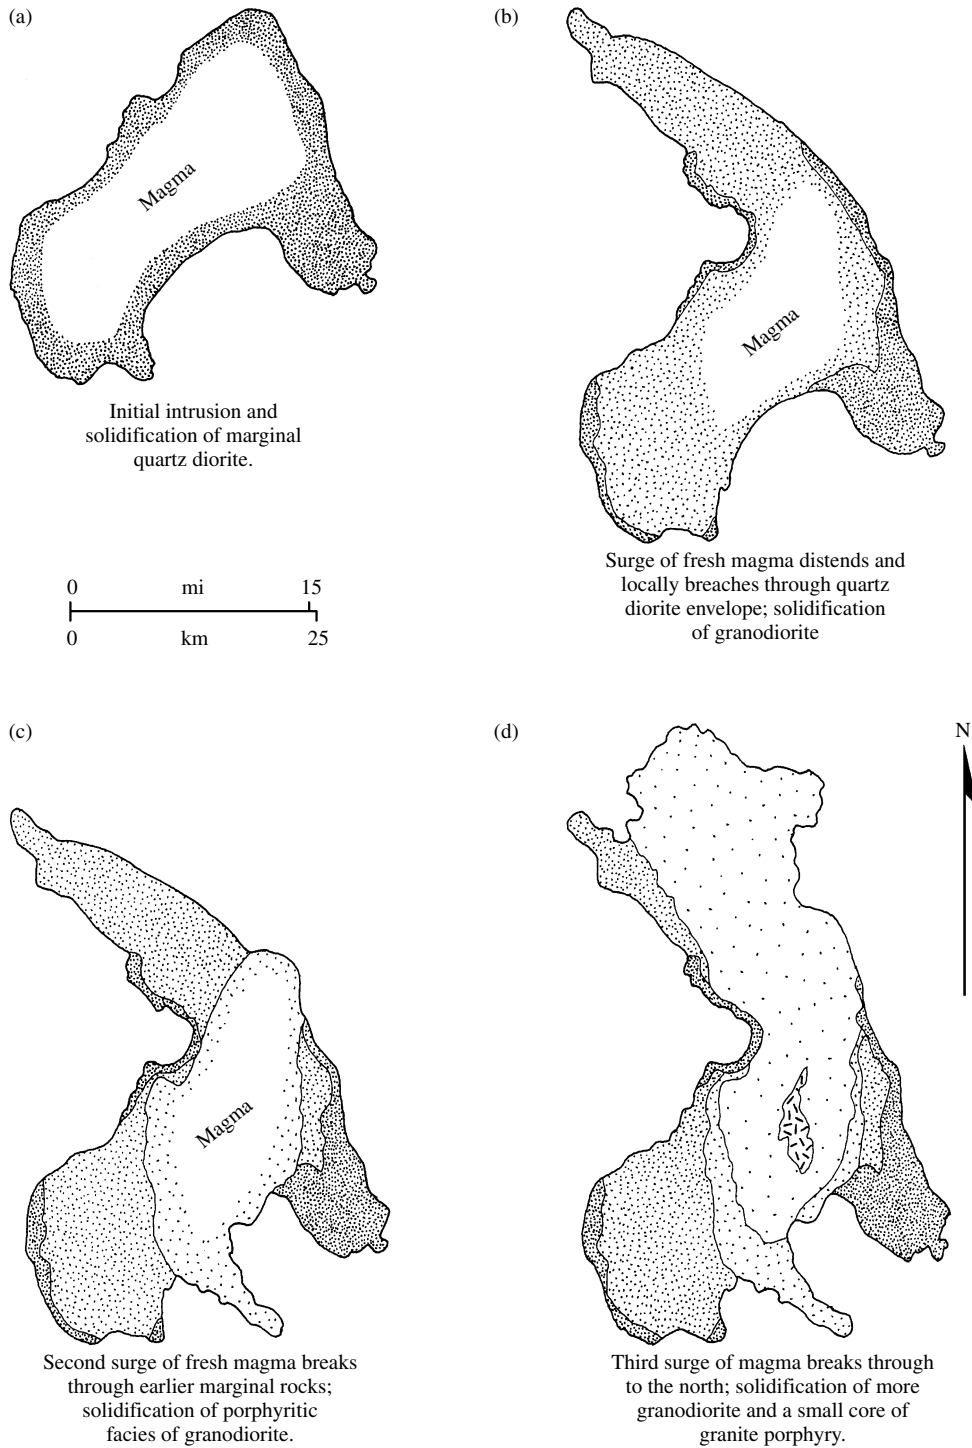 (a)
(b)
Magma
Magma
Initial intrusion and
solidification of marginal
quartz diorite.
Surge of fresh magma distends and
locally breaches through quartz
diorite envelope; solidification
of granodiorite
0 mi 15
0 km 25
(c)
(d)
N
Magma
Second surge of fresh magma breaks
through earlier marginal rocks;
solidification of porphyritic
facies of granodiorite.
Third surge of magma breaks through
to the north; solidification of more
granodiorite and a small core of
granite porphyry.